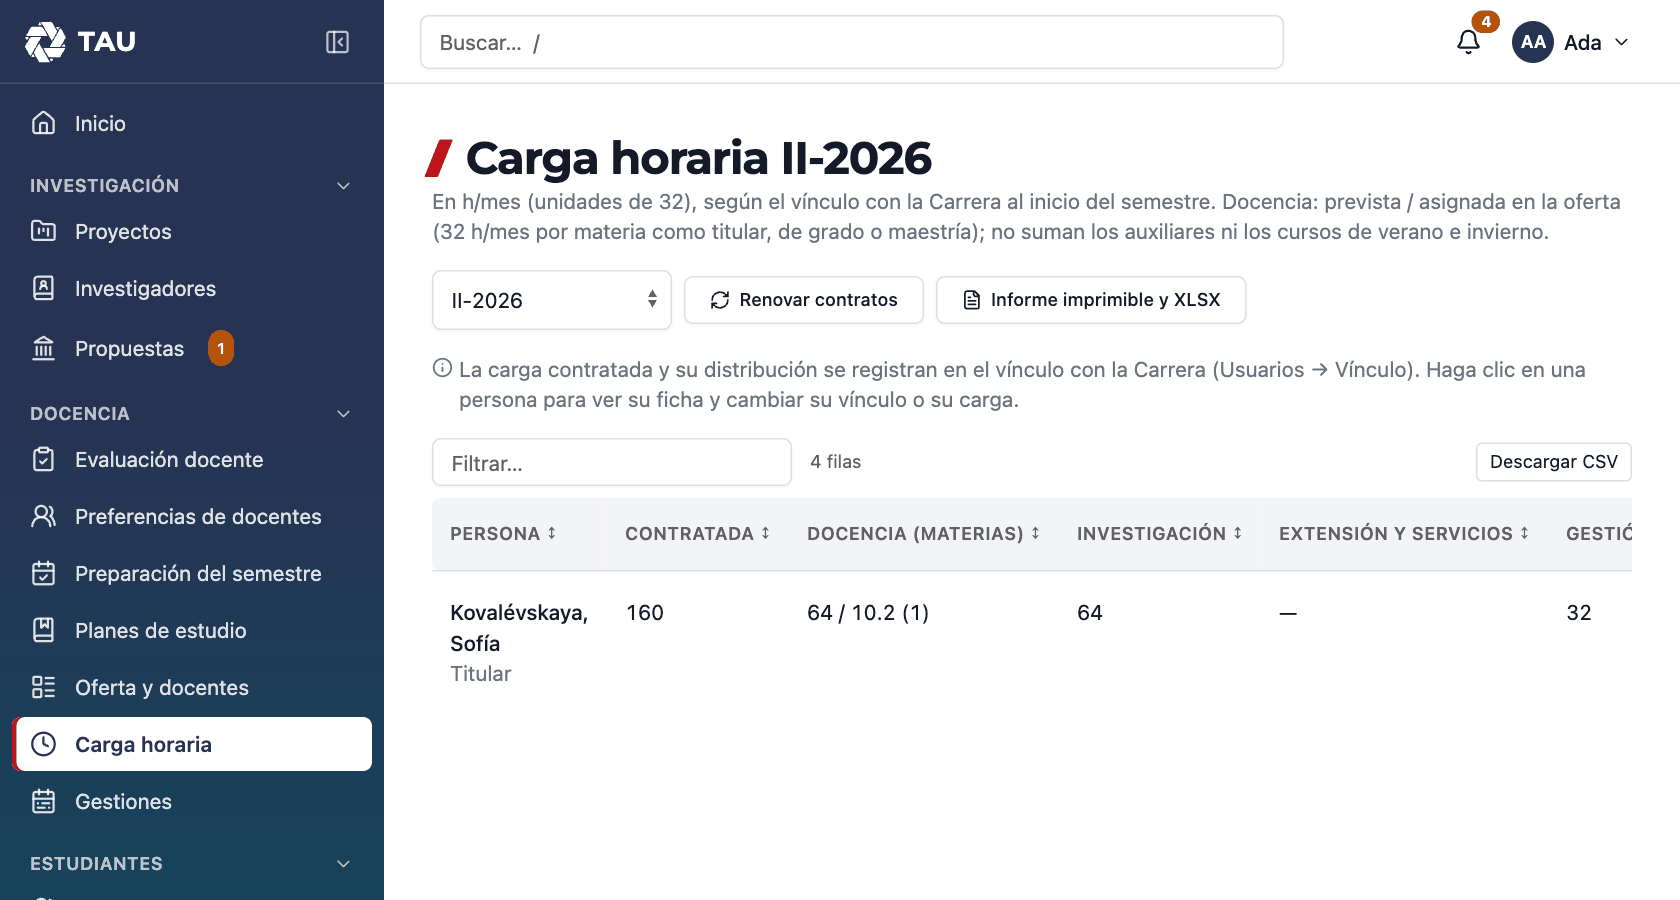 TAU
Buscar... /
4
AA Ada
Inicio
INVESTIGACIÓN
Proyectos
Investigadores
Propuestas 1
DOCENCIA
Evaluación docente
Preferencias de docentes
Preparación del semestre
Planes de estudio
Oferta y docentes
Carga horaria
Gestiones
ESTUDIANTES
Carga horaria II-2026
En h/mes (unidades de 32), según el vínculo con la Carrera al inicio del semestre. Docencia: prevista / asignada en la oferta
(32 h/mes por materia como titular, de grado o maestría); no suman los auxiliares ni los cursos de verano e invierno.
II-2026 Renovar contratos Informe imprimible y XLSX
La carga contratada y su distribución se registran en el vínculo con la Carrera (Usuarios → Vínculo). Haga clic en una
persona para ver su ficha y cambiar su vínculo o su carga.
Filtrar... 4 filas Descargar CSV
PERSONA CONTRATADA DOCENCIA (MATERIAS) INVESTIGACIÓN EXTENSIÓN Y SERVICIOS GESTIÓ
Kovalévskaya, 160 64 / 10.2 (1) 64 — 32
Sofía
Titular